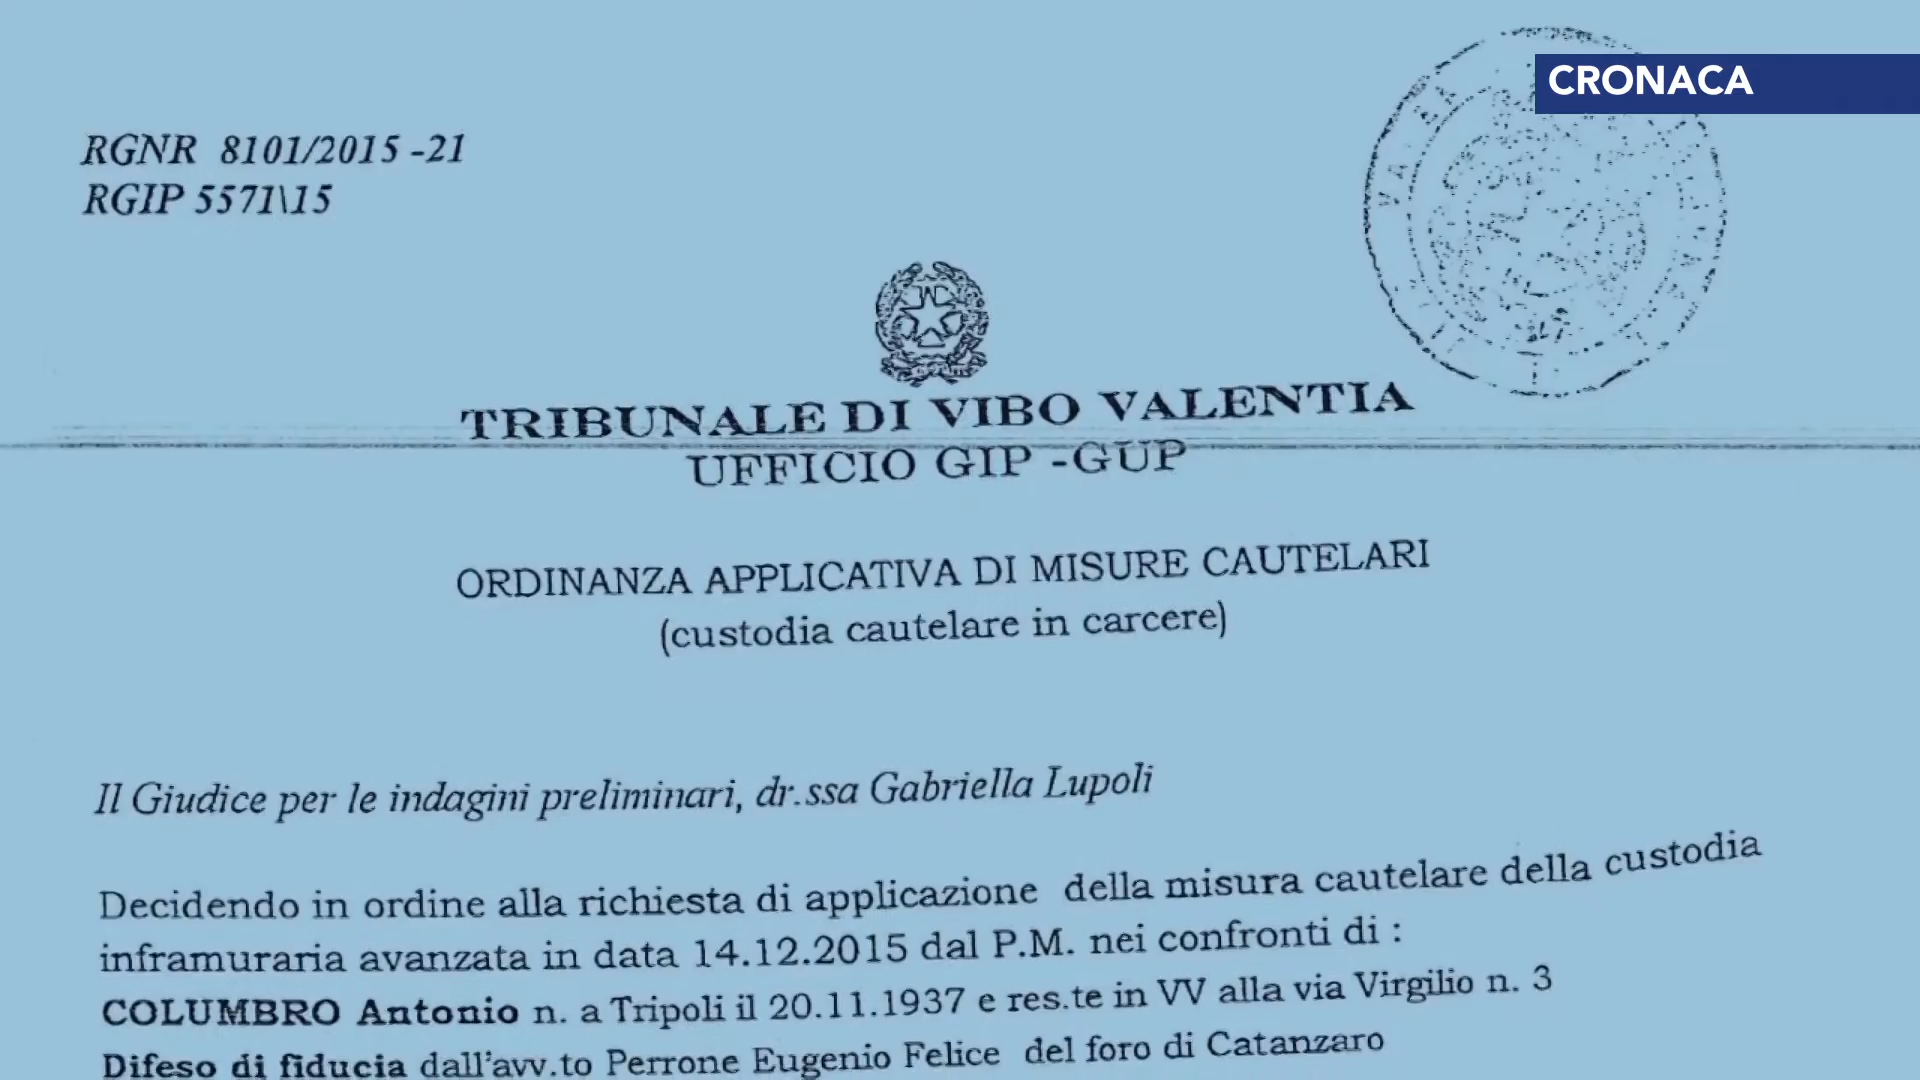 CRONACA
RGNR 8101/2015 -21
RGIP 5571\15
TRIBUNALE DI VIBO VALENTIA
UFFICIO GIP -GUP
ORDINANZA APPLICATIVA DI MISURE CAUTELARI
(custodia cautelare in carcere)
Il Giudice per le indagini preliminari, dr.ssa Gabriella Lupoli
Decidendo in ordine alla richiesta di applicazione della misura cautelare della custodia
inframuraria avanzata in data 14.12.2015 dal P.M. nei confronti di :
COLUMBRO Antonio n. a Tripoli il 20.11.1937 e res.te in VV alla via Virgilio n. 3
Difeso di fiducia dall'avv.to Perrone Eugenio Felice del foro di Catanzaro